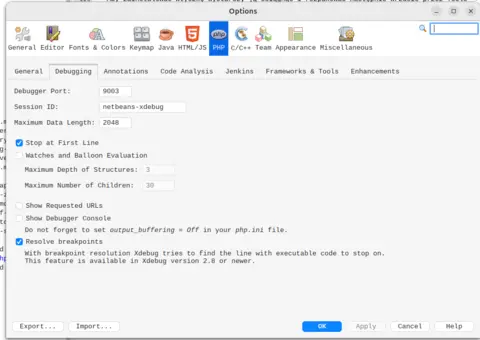 Options
General Editor Fonts & Colors Keymap Java HTML/JS PHP C/C++ Team Appearance Miscellaneous
General Debugging Annotations Code Analysis Jenkins Frameworks & Tools Enhancements
Debugger Port: 9003
Session ID: netbeans-xdebug
Maximum Data Length: 2048
Stop at First Line
Watches and Balloon Evaluation
Maximum Depth of Structures: 3
Maximum Number of Children: 30
Show Requested URLs
Show Debugger Console
Do not forget to set output_buffering = Off in your php.ini file.
Resolve breakpoints
With breakpoint resolution Xdebug tries to find the line with executable code to stop on.
This feature is available in Xdebug version 2.8 or newer.
Export... Import... OK Apply Cancel Help